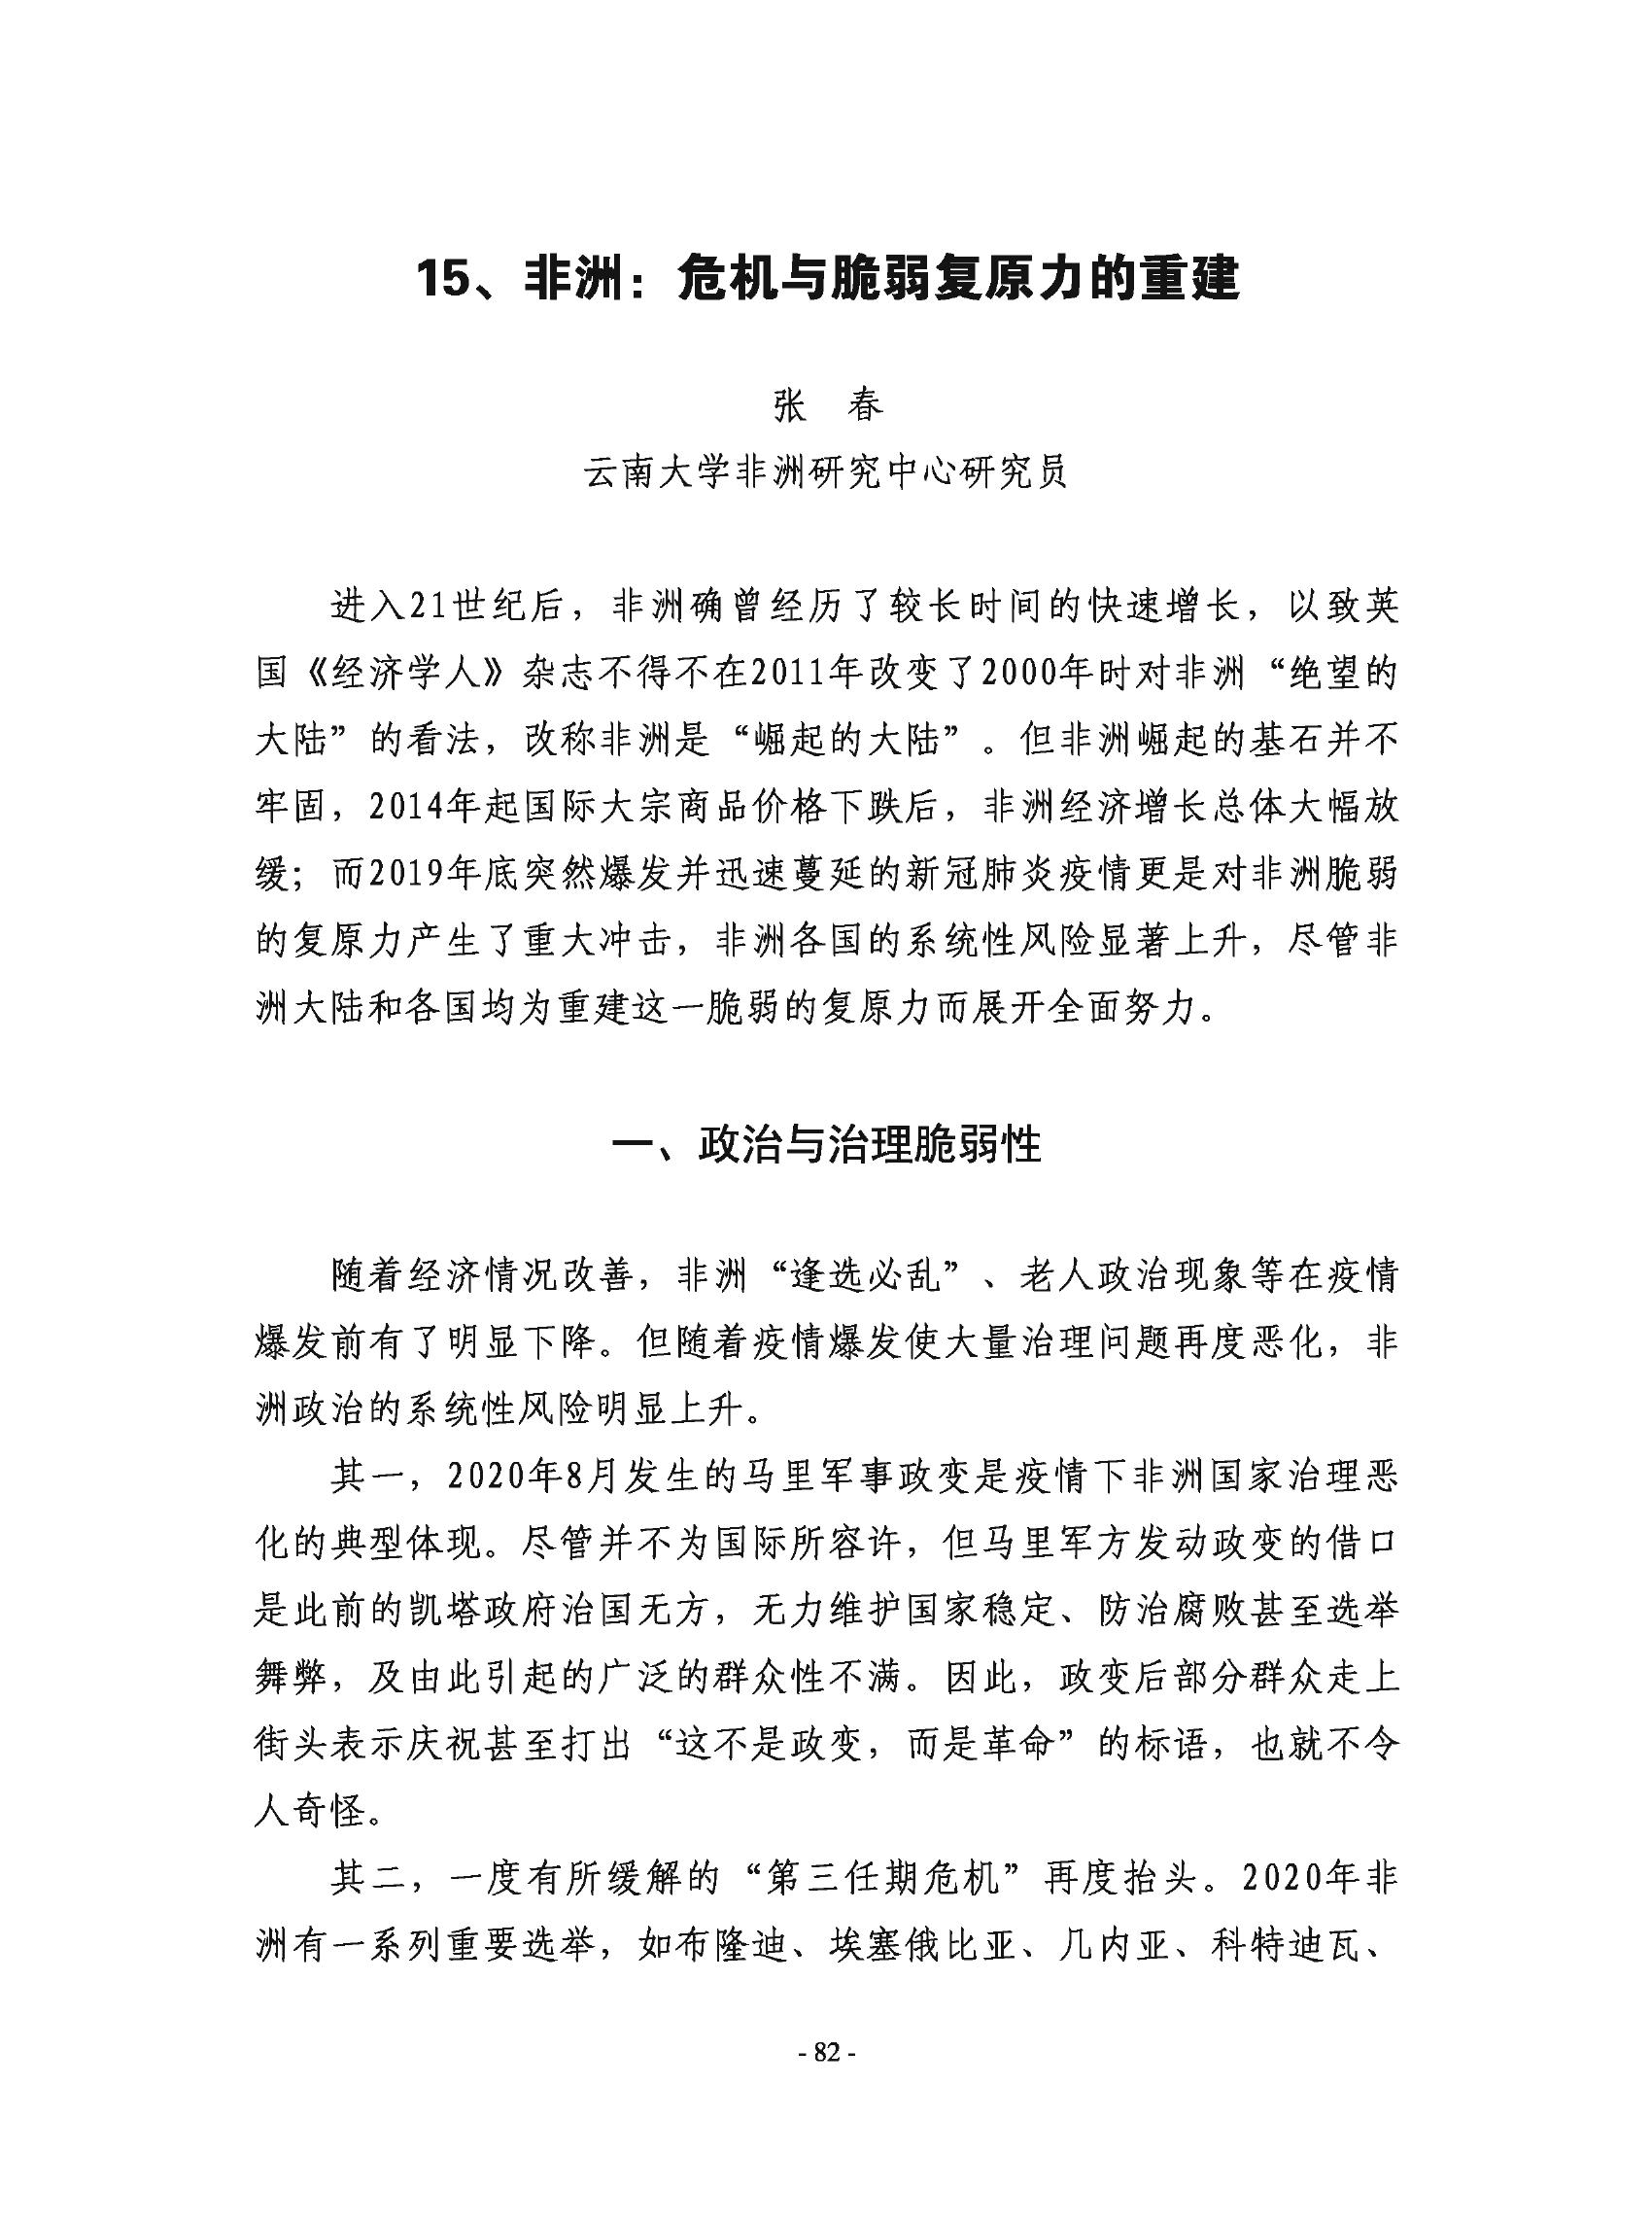 15、非洲：危机与脆弱复原力的重建
张　春
云南大学非洲研究中心研究员
进入21世纪后，非洲确曾经历了较长时间的快速增长，以致英
国《经济学人》杂志不得不在2011年改变了2000年时对非洲“绝望的
大陆”的看法，改称非洲是“崛起的大陆”。但非洲崛起的基石并不
牢固，2014年起国际大宗商品价格下跌后，非洲经济增长总体大幅放
缓；而2019年底突然爆发并迅速蔓延的新冠肺炎疫情更是对非洲脆弱
的复原力产生了重大冲击，非洲各国的系统性风险显著上升，尽管非
洲大陆和各国均为重建这一脆弱的复原力而展开全面努力。
一、政治与治理脆弱性
随着经济情况改善，非洲“逢选必乱”、老人政治现象等在疫情
爆发前有了明显下降。但随着疫情爆发使大量治理问题再度恶化，非
洲政治的系统性风险明显上升。
其一，2020年8月发生的马里军事政变是疫情下非洲国家治理恶
化的典型体现。尽管并不为国际所容许，但马里军方发动政变的借口
是此前的凯塔政府治国无方，无力维护国家稳定、防治腐败甚至选举
舞弊，及由此引起的广泛的群众性不满。因此，政变后部分群众走上
街头表示庆祝甚至打出“这不是政变，而是革命”的标语，也就不令
人奇怪。
其二，一度有所缓解的“第三任期危机”再度抬头。2020年非
洲有一系列重要选举，如布隆迪、埃塞俄比亚、几内亚、科特迪瓦、
- 82 -